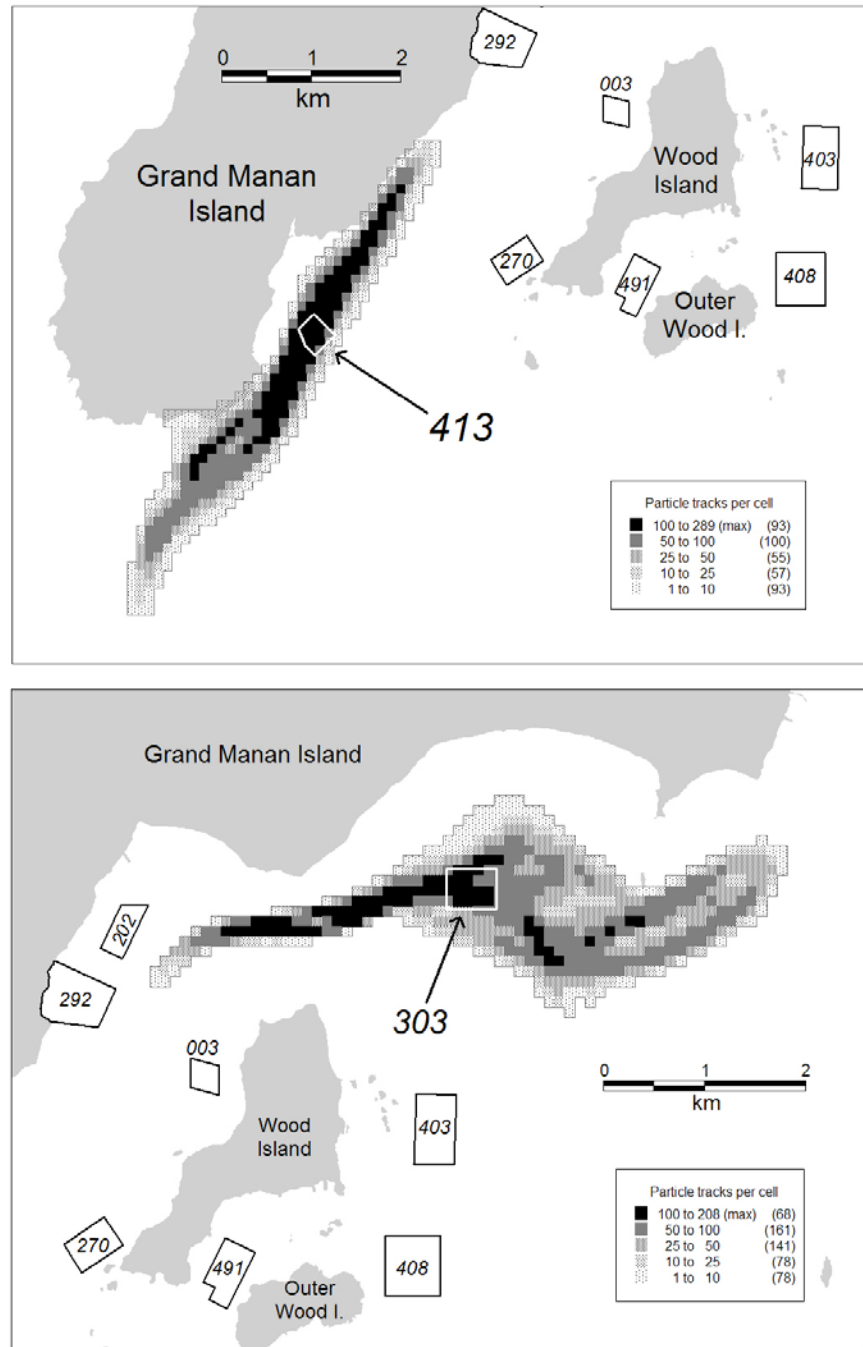 292
0 1 2
km
003
Grand Manan
Island
Wood
Island
403
270
491
408
Outer
Wood I.
413
Particle tracks per cell
100 to 289 (max) (93)
50 to 100 (100)
25 to 50 (55)
10 to 25 (57)
1 to 10 (93)
Grand Manan Island
202
292
303
003
0 1 2
km
403
Wood
Island
270
491
408
Outer
Wood I.
Particle tracks per cell
100 to 208 (max) (68)
50 to 100 (161)
25 to 50 (141)
10 to 25 (78)
1 to 10 (78)